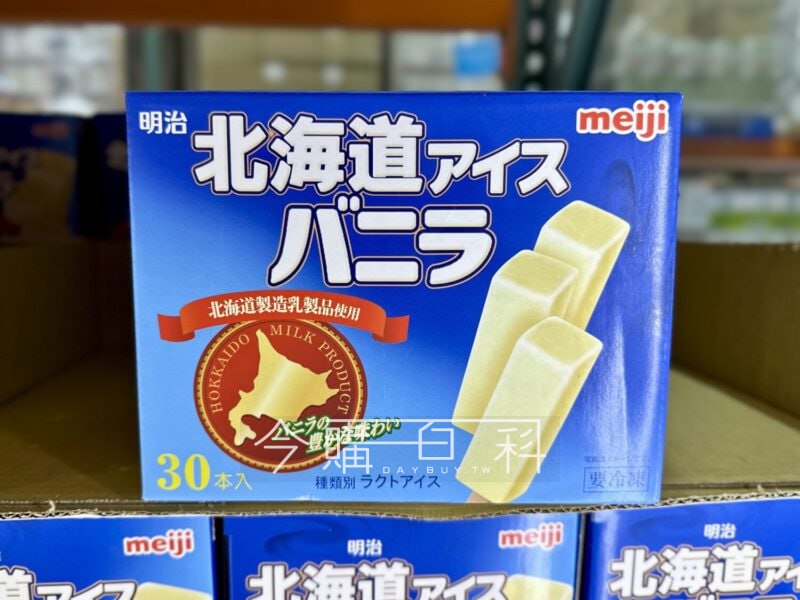 明治
meiji
北海道アイス
バニラ
北海道製造乳製品使用
HOKKAIDO MILK PRODUCT
バニラの
豊かな味わい
今購百科
DAYBUY.TW
30本入
種類別 ラクトアイス
要冷凍
meiji
明治
meiji
明治
北海道アイス
北海道アイ